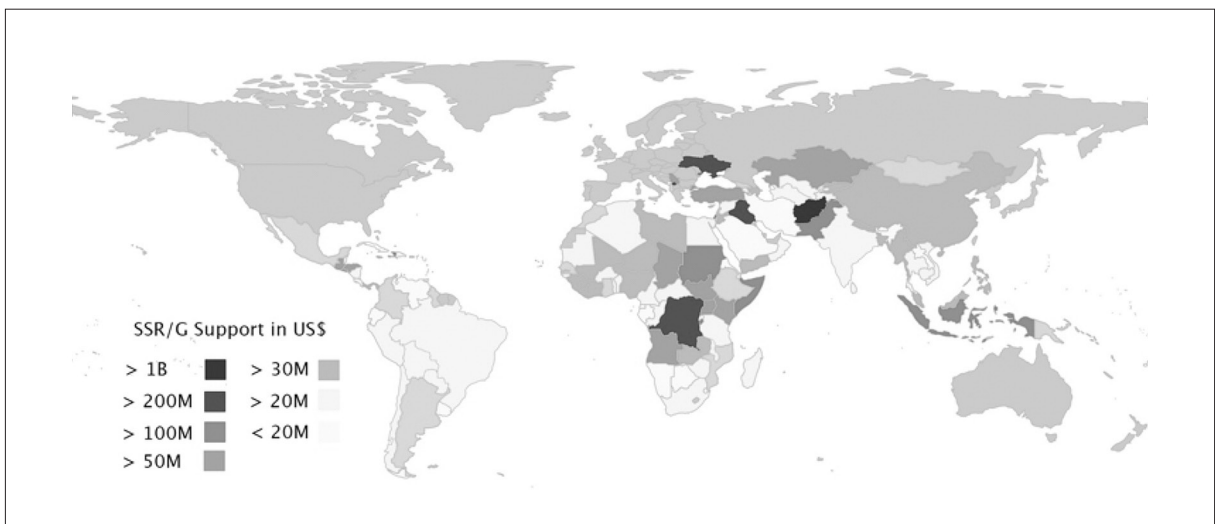 SSR/G Support in US$
> 1B > 30M
> 200M > 20M
> 100M < 20M
> 50M